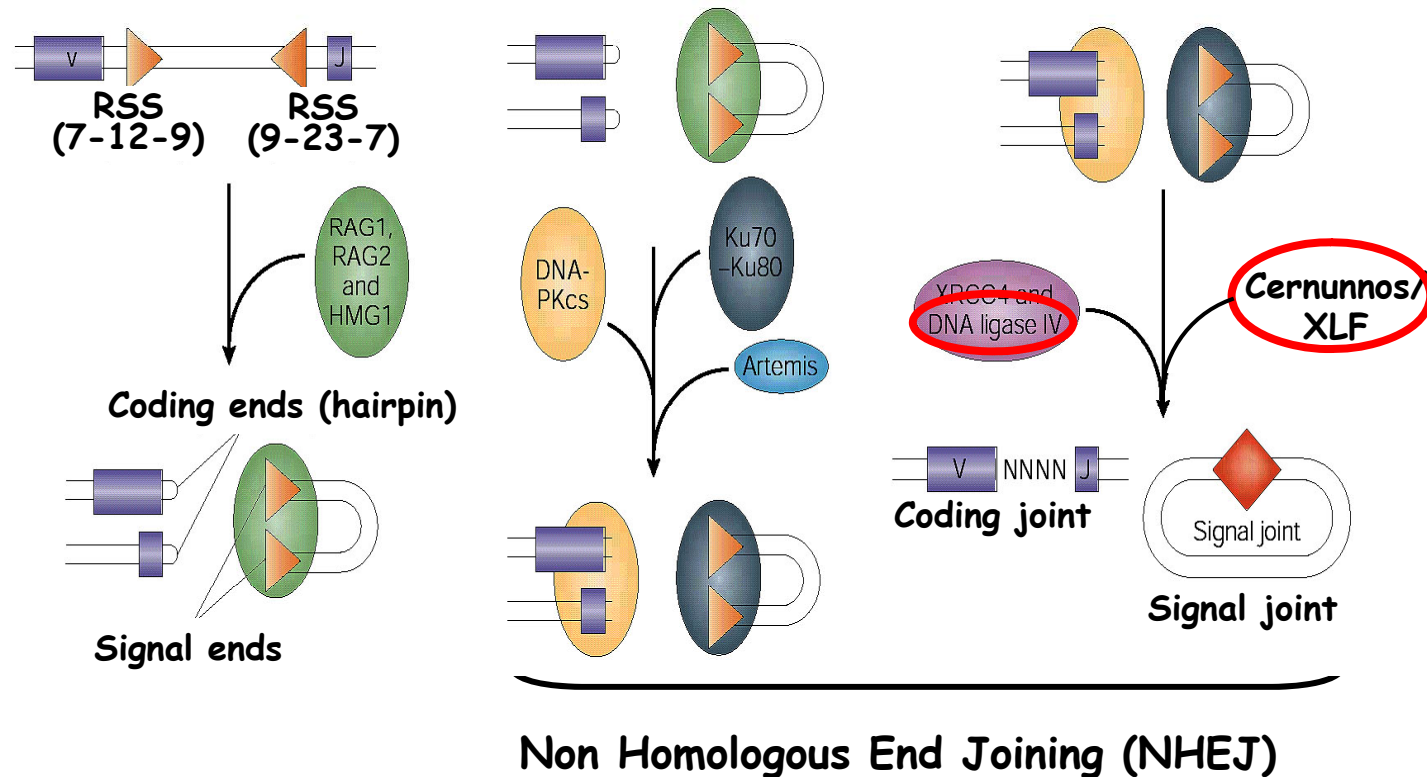 V
J
RSS
(7-12-9)
RSS
(9-23-7)
RAG1,
RAG2
and
HMG1
Coding ends (hairpin)
Signal ends
DNA-
PKcs
Ku70
–Ku80
Artemis
XRCC4 and
DNA ligase IV
Cernunnos/
XLF
V NNNN J
Coding joint
Signal joint
Signal joint
Non Homologous End Joining (NHEJ)